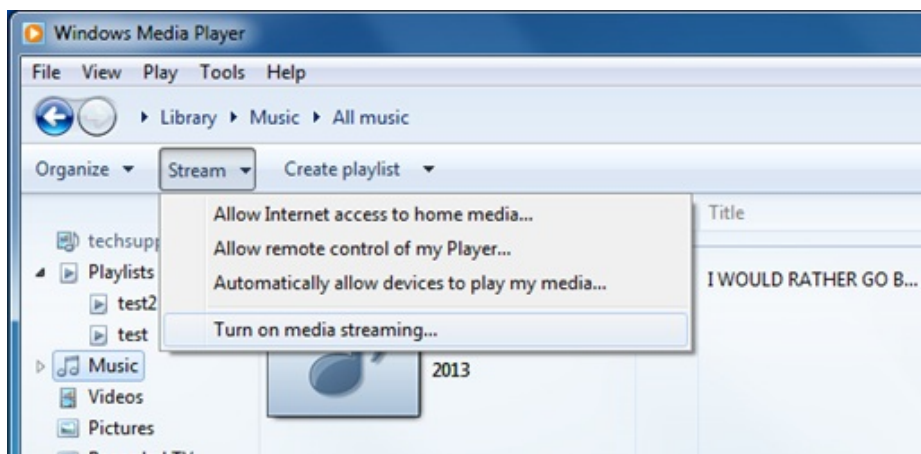 Windows Media Player
File View Play Tools Help
Library Music All music
Organize Stream Create playlist
Allow Internet access to home media...
Title
techsupp
Allow remote control of my Player...
Playlists
Automatically allow devices to play my media...
I WOULD RATHER GO B...
test2
test
Turn on media streaming...
Music
2013
Videos
Pictures